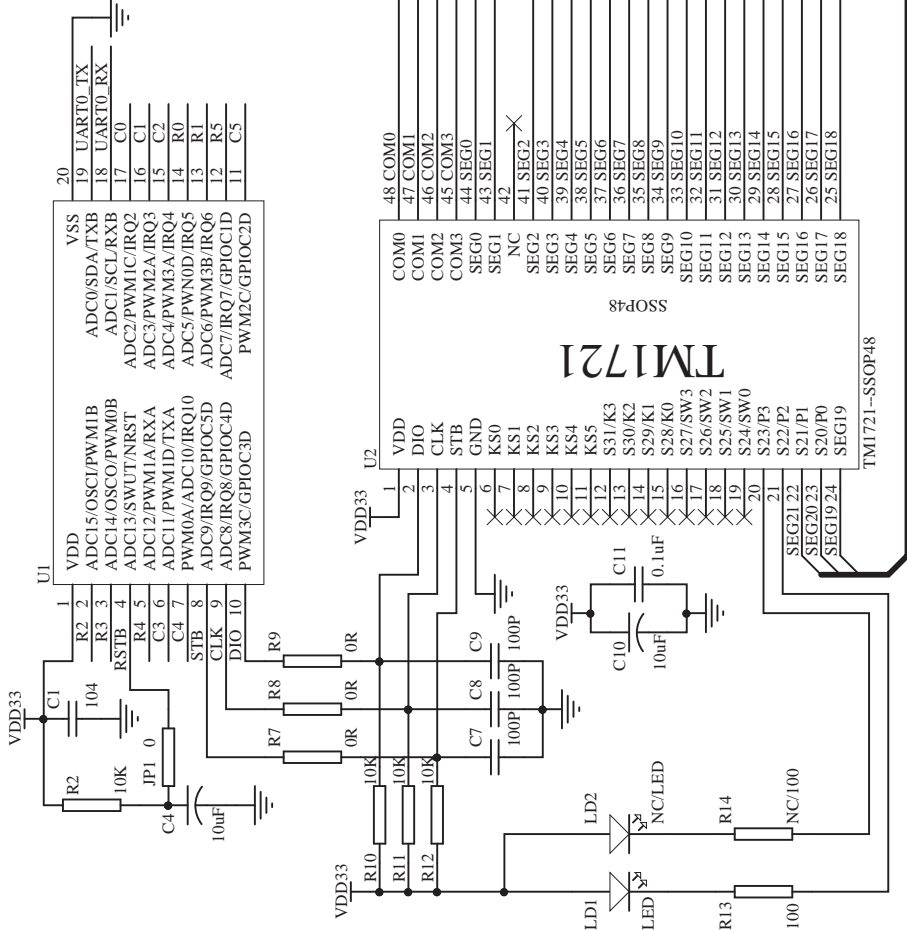 VSS
ADC0/SDA/TXB
ADC1/SCL/RXB
ADC2/PWM1C/IRQ2
ADC3/PWM2A/IRQ3
ADC4/PWM3A/IRQ4
ADC5/PWN0D/IRQ5
ADC6/PWM3B/IRQ6
ADC7/IRQ7/GPIOC1D
PWM2C/GPIOC2D
20
19 UART0_TX
18 UART0_RX
17 C0
16 C1
15 C2
14 R0
13 R1
12 R5
11 C5
U1
VDD
ADC15/OSCI/PWM1B
ADC14/OSCO/PWM0B
ADC13/SWUT/NRST
ADC12/PWM1A/RXA
ADC11/PWM1D/TXA
PWM0A/ADC10/IRQ10
ADC9/IRQ9/GPIOC5D
ADC8/IRQ8/GPIOC4D
PWM3C/GPIOC3D
1
R2 2
R3 3
RSTB 4
R4 5
C3 6
C4 7
STB 8
CLK 9
DIO 10
VDD33
C1
104
R2
10K
JP1 0
C4
10uF
R9
0R
R8
0R
R7
0R
C9
100P
C8
100P
C7
100P
10K
10K
10K
R10
R11
R12
VDD33
48 COM0
47 COM1
46 COM2
45 COM3
44 SEG0
43 SEG1
42
41 SEG2
40 SEG3
39 SEG4
38 SEG5
37 SEG6
36 SEG7
35 SEG8
34 SEG9
33 SEG10
32 SEG11
31 SEG12
30 SEG13
29 SEG14
28 SEG15
27 SEG16
26 SEG17
25 SEG18
COM0
COM1
COM2
COM3
SEG0
SEG1
NC
SEG2
SEG3
SEG4
SEG5
SEG6
SEG7
SEG8
SEG9
SEG10
SEG11
SEG12
SEG13
SEG14
SEG15
SEG16
SEG17
SEG18
SSOP48
TM1721
U2
VDD
DIO
CLK
STB
GND
KS0
KS1
KS2
KS3
KS4
KS5
S31/K3
S30/K2
S29/K1
S28/K0
S27/SW3
S26/SW2
S25/SW1
S24/SW0
S23/P3
S22/P2
S21/P1
S20/P0
SEG19
TM1721--SSOP48
VDD33
1
2
3
4
5
6
7
8
9
10
11
12
13
14
15
16
17
18
19
20
21
SEG21 22
SEG20 23
SEG19 24
VDD33
C11
0.1uF
C10
10uF
LD2
NC/LED
R14
NC/100
LD1
LED
R13
100